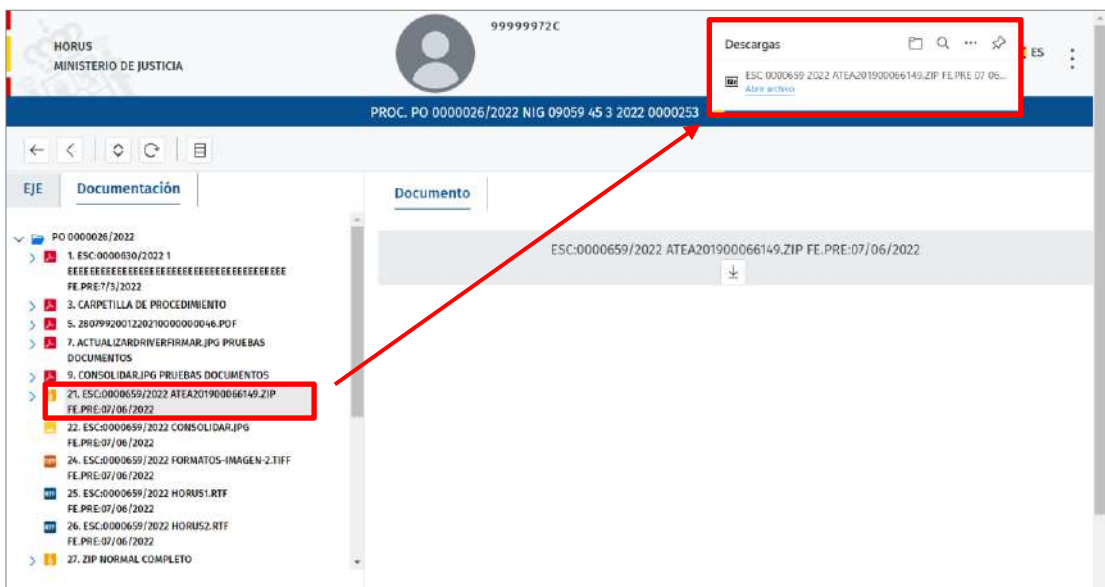 HORUS
MINISTERIO DE JUSTICIA
99999972C
Descargas
ESC 0000659 2022 ATEA201900066149.ZIP FE.PRE 07 06...
Abrir archivo
ES
PROC. PO 0000026/2022 NIG 09059 45 3 2022 0000253
EJE
Documentación
Documento
PO 0000026/2022
1. ESC:0000630/2022 1
EEEEEEEEEEEEEEEEEEEEEEEEEEEEEEEEEEEEEEEE
FE.PRE:7/3/2022
3. CARPETILLA DE PROCEDIMIENTO
5. 2807992001220210000000046.PDF
7. ACTUALIZARDRIVERFIRMAR.JPG PRUEBAS
DOCUMENTOS
9. CONSOLIDAR.JPG PRUEBAS DOCUMENTOS
21. ESC:0000659/2022 ATEA201900066149.ZIP
FE.PRE:07/06/2022
22. ESC:0000659/2022 CONSOLIDAR.JPG
FE.PRE:07/06/2022
24. ESC:0000659/2022 FORMATOS-IMAGEN-2.TIFF
FE.PRE:07/06/2022
25. ESC:0000659/2022 HORUS1.RTF
FE.PRE:07/06/2022
26. ESC:0000659/2022 HORUS2.RTF
FE.PRE:07/06/2022
27. ZIP NORMAL COMPLETO
ESC:0000659/2022 ATEA201900066149.ZIP FE.PRE:07/06/2022